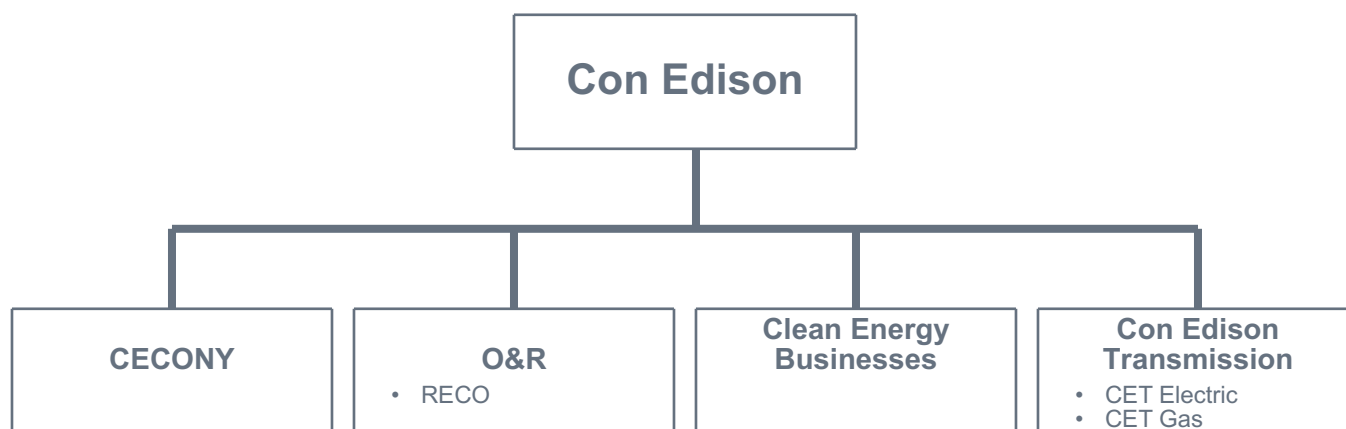 Con Edison
CECONY
O&R
• RECO
Clean Energy
Businesses
Con Edison
Transmission
• CET Electric
• CET Gas